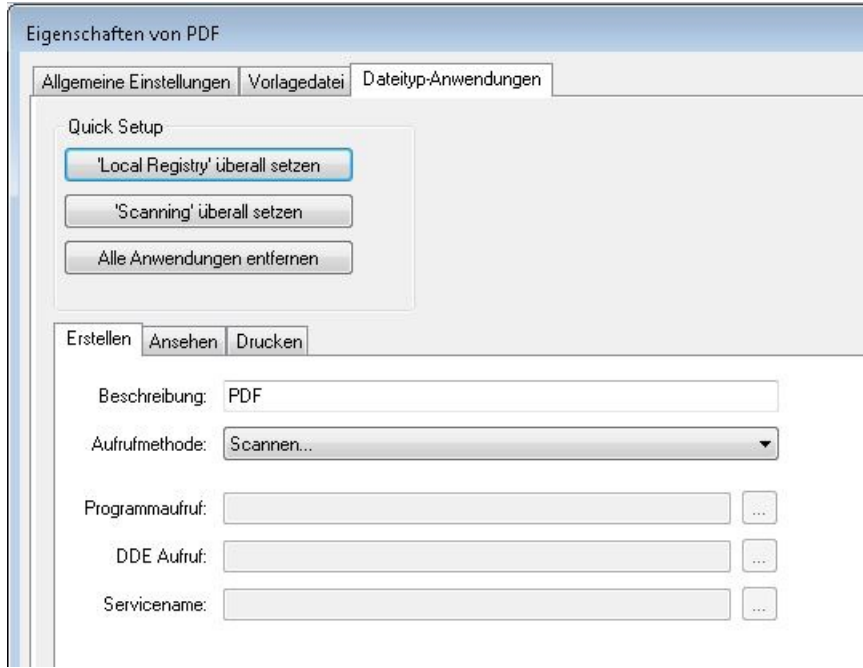 Eigenschaften von PDF
Allgemeine Einstellungen Vorlagedatei Dateityp-Anwendungen
Quick Setup
'Local Registry' überall setzen
'Scanning' überall setzen
Alle Anwendungen entfernen
Erstellen Ansehen Drucken
Beschreibung: PDF
Aufrufmethode: Scannen...
Programmaufruf: ...
DDE Aufruf: ...
Servicename: ...